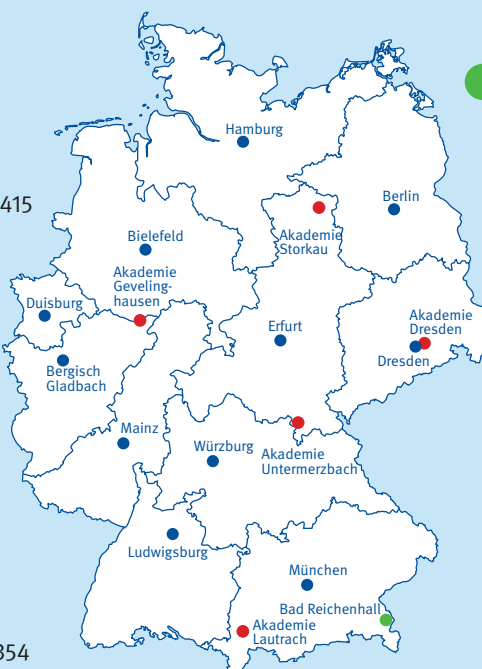 Hamburg
415
Berlin
Akademie
Storkau
Bielefeld
Akademie
Geveling-
hausen
Duisburg
Erfurt
Akademie
Dresden
Dresden
Bergisch
Gladbach
Mainz
Würzburg
Akademie
Untermerzbach
Ludwigsburg
München
Bad Reichenhall
Akademie
Lautrach
354